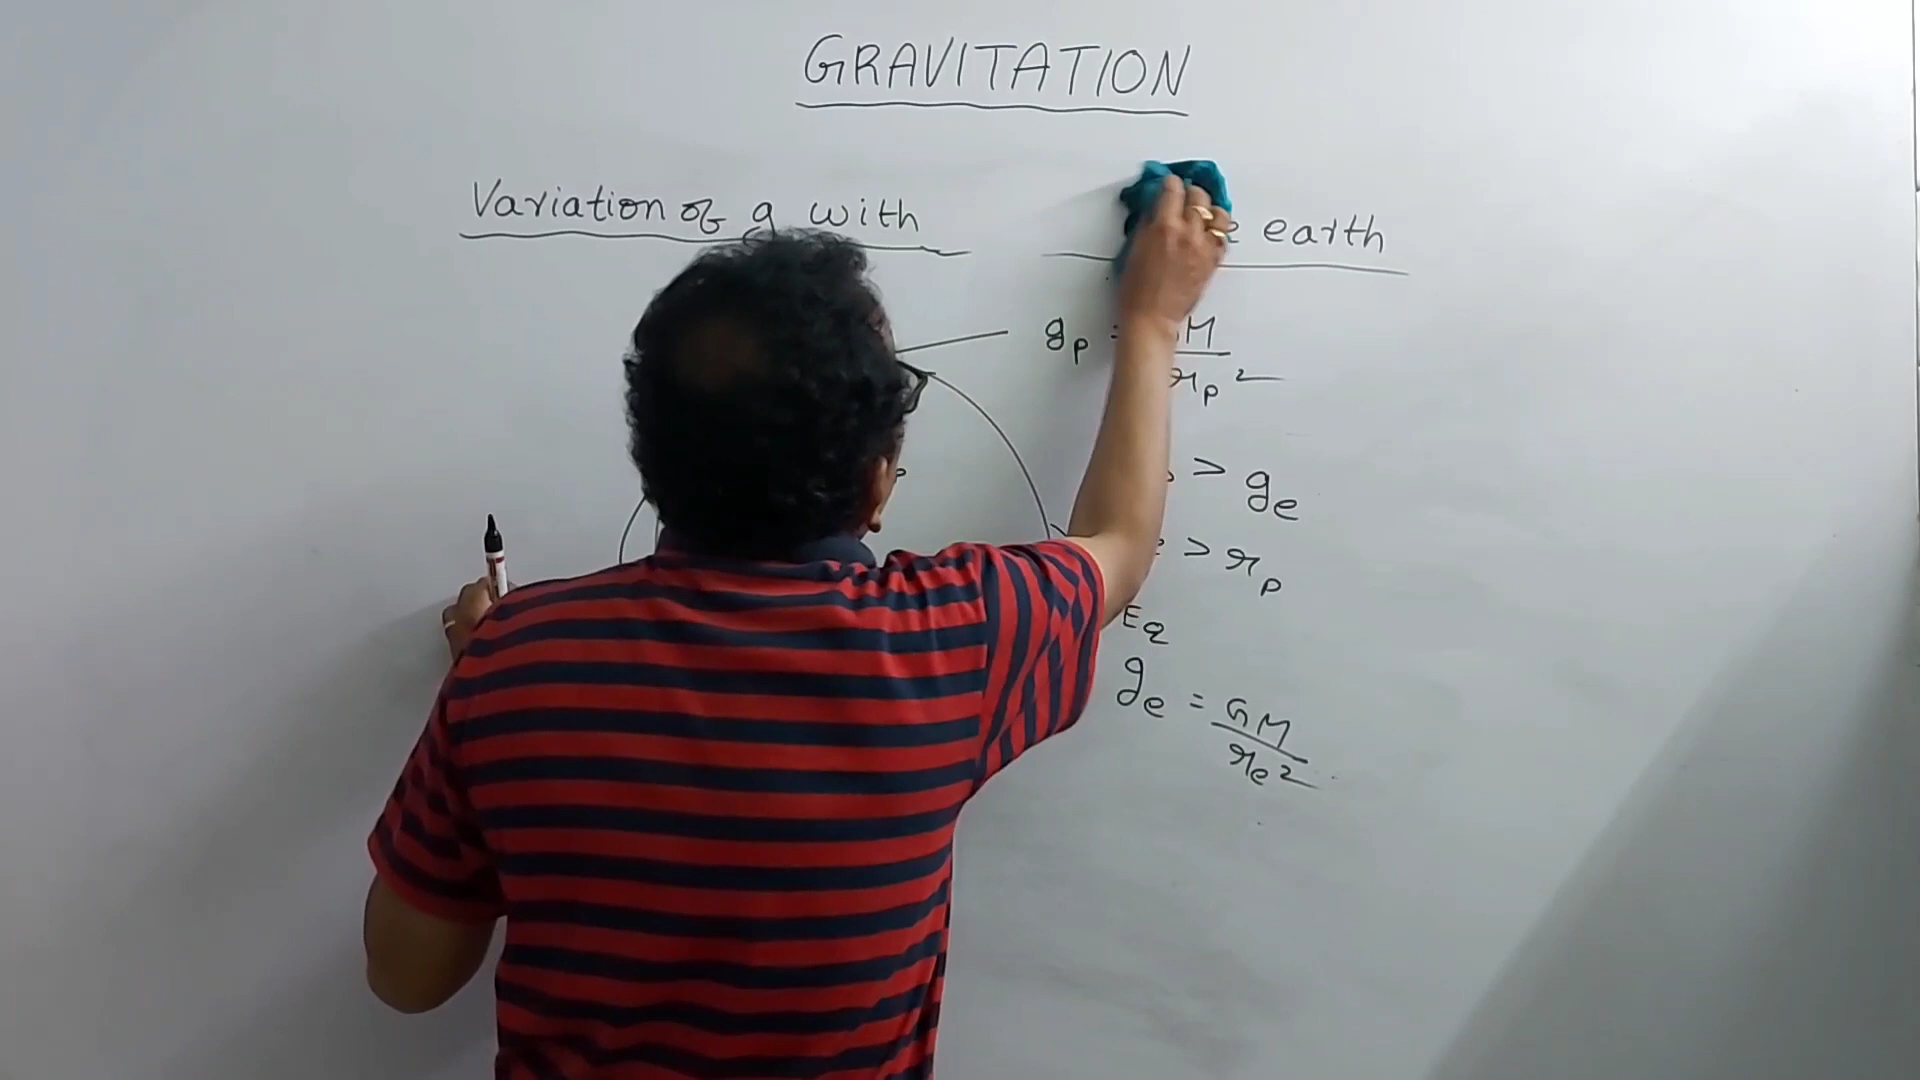 GRAVITATION
Variation of g with earth
gp = GM
rp²
> ge
> rp
Eq
ge = GM
re²